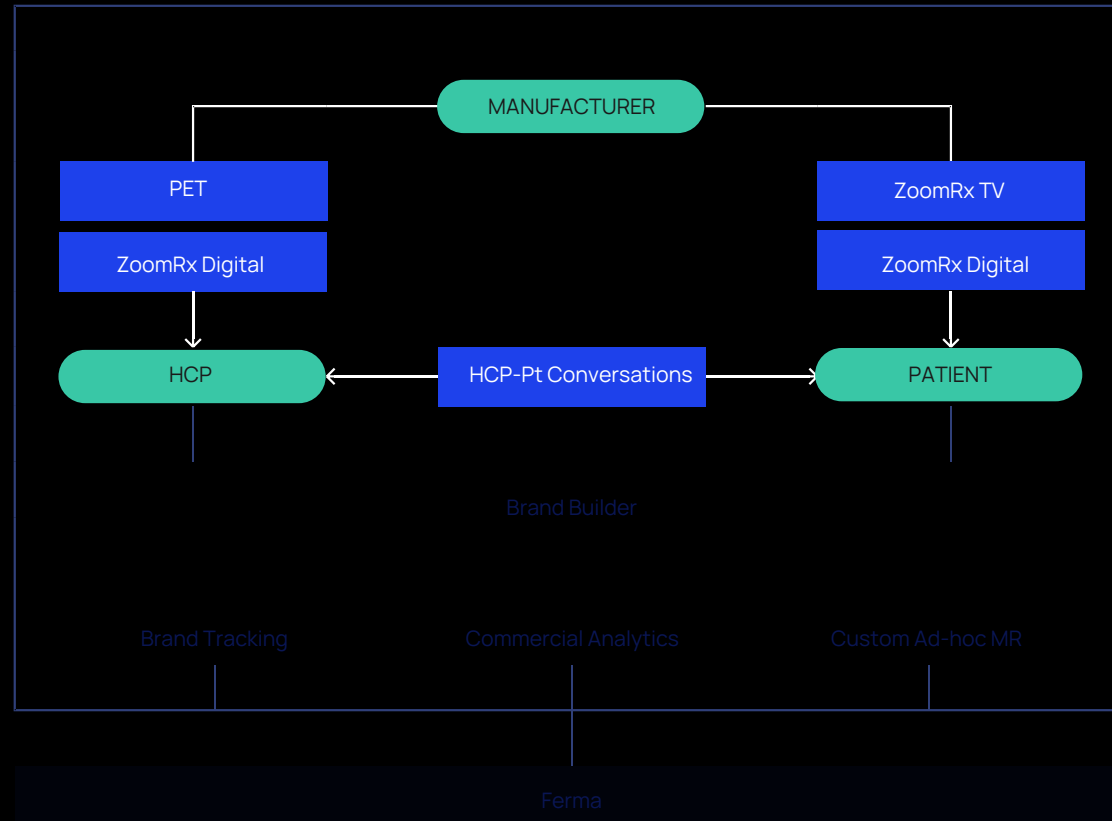 MANUFACTURER
PET
ZoomRx TV
ZoomRx Digital
ZoomRx Digital
HCP
HCP-Pt Conversations
PATIENT
Brand Builder
Brand Tracking
Commercial Analytics
Custom Ad-hoc MR
Ferma